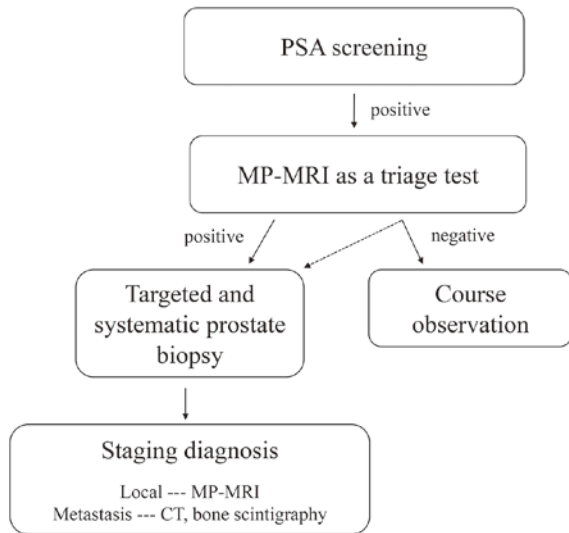 PSA screening
positive
MP-MRI as a triage test
positive
negative
Targeted and
systematic prostate
biopsy
Course
observation
Staging diagnosis
Local --- MP-MRI
Metastasis --- CT, bone scintigraphy